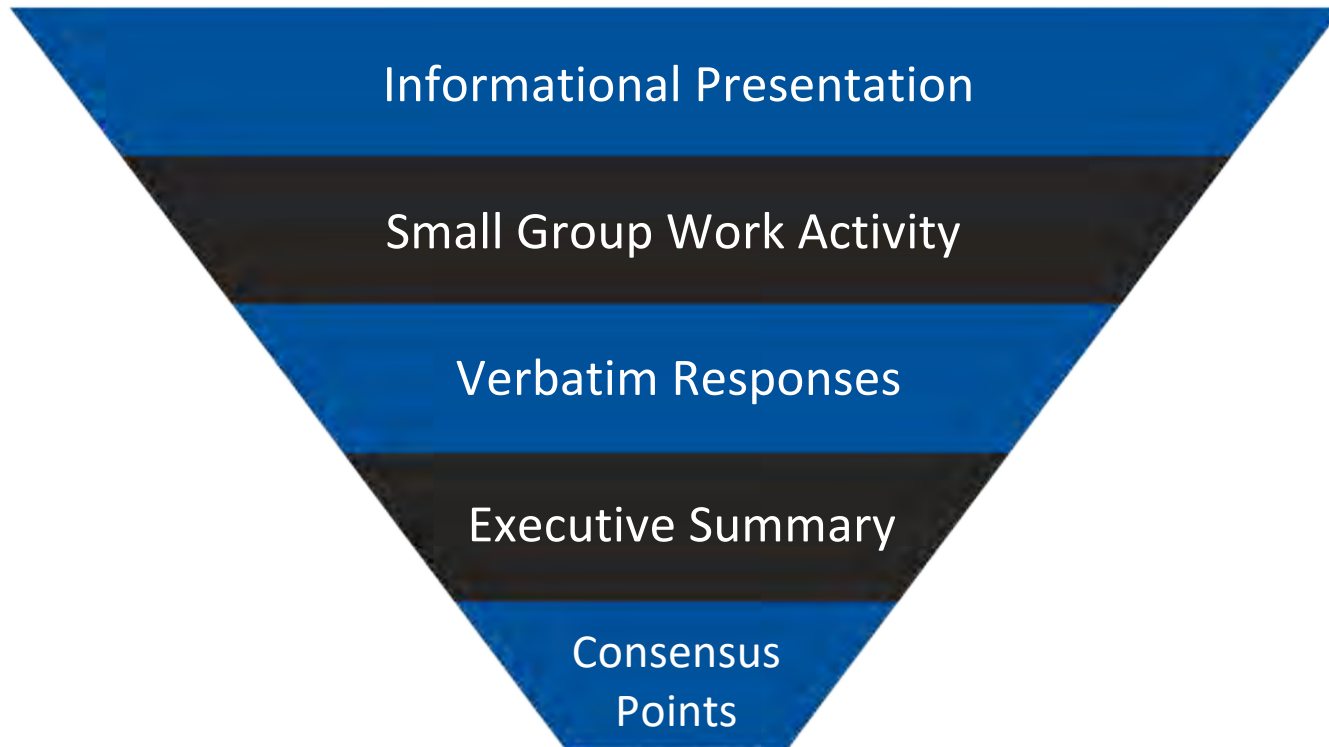 Informational Presentation
Small Group Work Activity
Verbatim Responses
Executive Summary
Consensus
Points